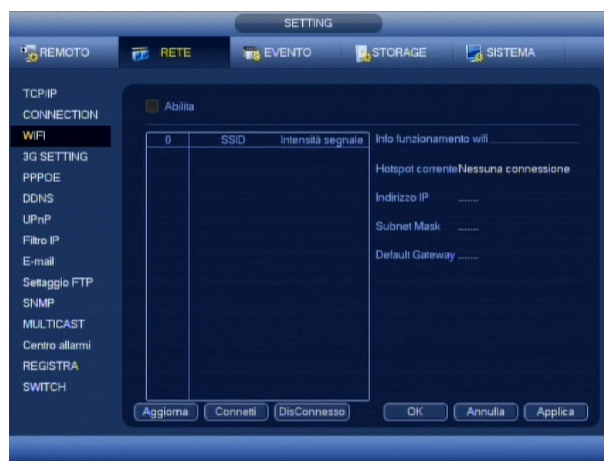 SETTING
REMOTO RETE EVENTO STORAGE SISTEMA
TCP/IP
CONNECTION
WIFI
3G SETTING
PPPOE
DDNS
UPnP
Filtro IP
E-mail
Settaggio FTP
SNMP
MULTICAST
Centro allarmi
REGISTRA
SWITCH
Abilita
0 SSID Intensità segnale
Info funzionamento wifi
Hotspot corrente Nessuna connessione
Indirizzo IP .......
Subnet Mask .......
Default Gateway .......
Aggiorna Connetti DisConnesso OK Annulla Applica